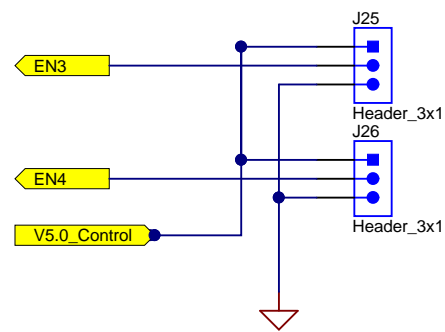 J25
EN3
Header_3x1
J26
EN4
Header_3x1
V5.0_Control